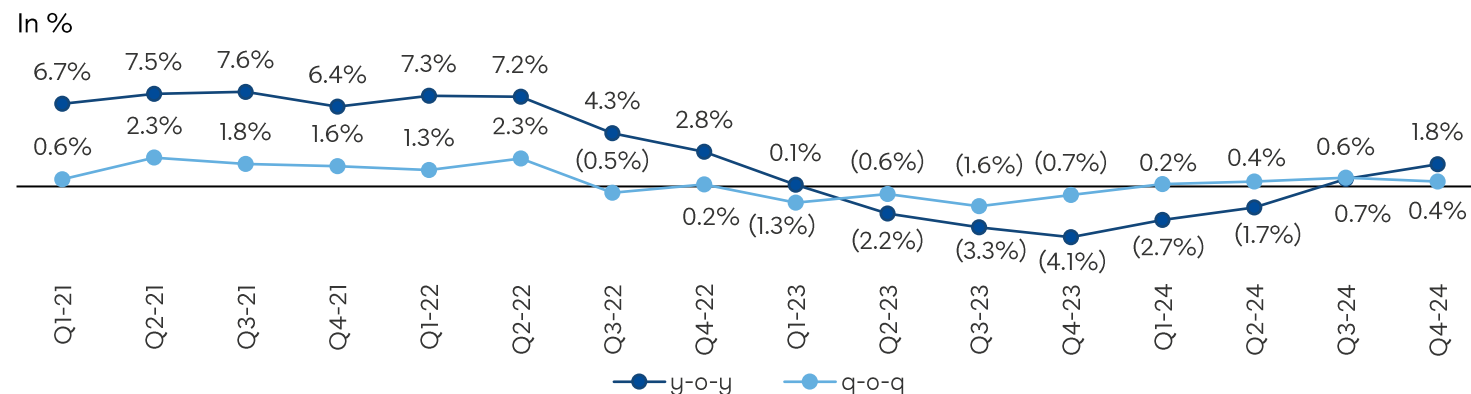 In %
6.7% 7.5% 7.6% 6.4% 7.3% 7.2% 4.3% 2.8% 0.1% (0.6%) (1.6%) (0.7%) 0.2% 0.4% 0.6% 1.8%
0.6% 2.3% 1.8% 1.6% 1.3% 2.3% (0.5%) 0.2% (1.3%) (2.2%) (3.3%) (4.1%) (2.7%) (1.7%) 0.7% 0.4%
Q1-21 Q2-21 Q3-21 Q4-21 Q1-22 Q2-22 Q3-22 Q4-22 Q1-23 Q2-23 Q3-23 Q4-23 Q1-24 Q2-24 Q3-24 Q4-24
y-o-y q-o-q